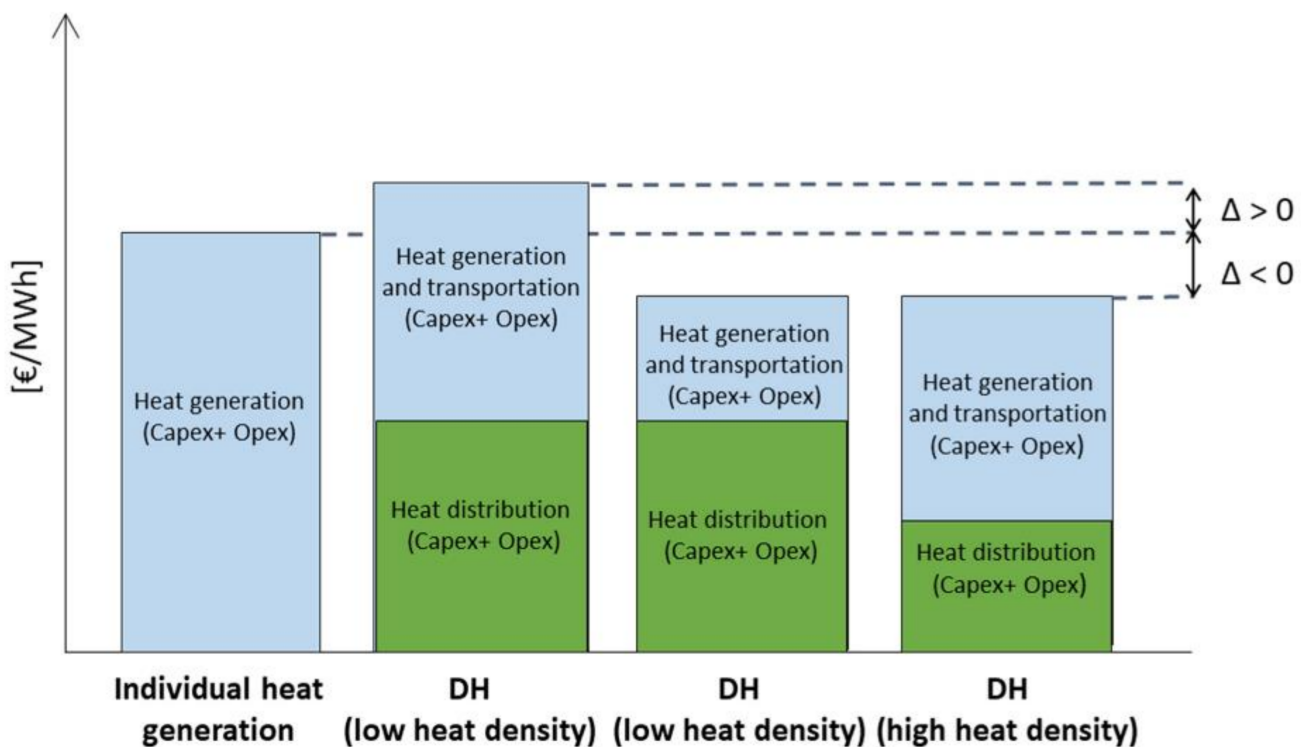 [€/MWh]
Heat generation
(Capex+ Opex)
Heat generation
and transportation
(Capex+ Opex)
Heat distribution
(Capex+ Opex)
Heat generation
and transportation
(Capex+ Opex)
Heat distribution
(Capex+ Opex)
Heat generation
and transportation
(Capex+ Opex)
Heat distribution
(Capex+ Opex)
Δ > 0
Δ < 0
Individual heat
generation
DH
(low heat density)
DH
(low heat density)
DH
(high heat density)